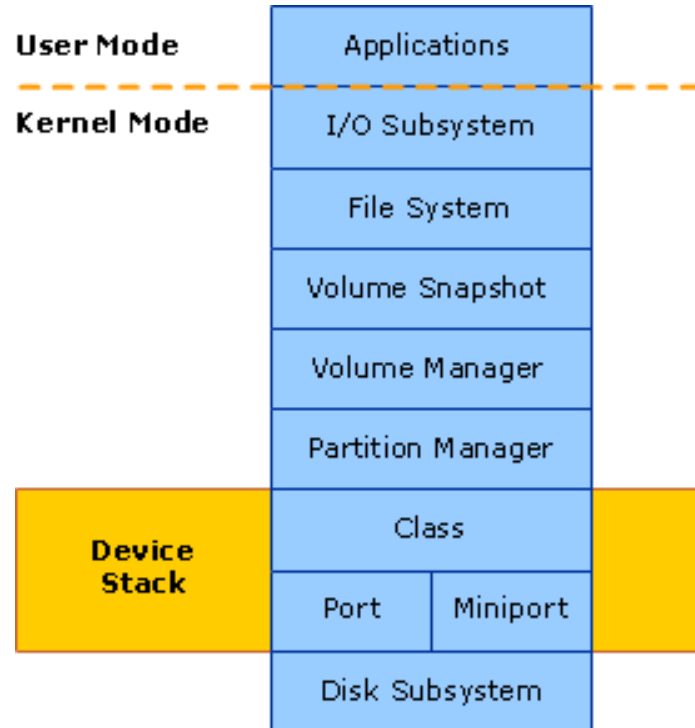 User Mode
Applications
Kernel Mode
I/O Subsystem
File System
Volume Snapshot
Volume Manager
Partition Manager
Device
Stack
Class
Port
Miniport
Disk Subsystem